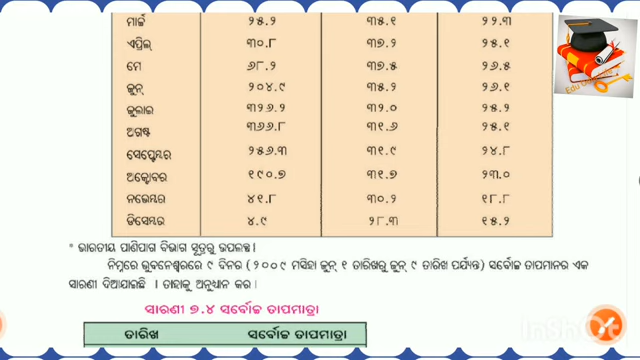 ମାର୍ଚ୍ଚ ୨୫.୨ ୩୫.୧ ୨୨.୩
ଏପ୍ରିଲ୍ ୩୦.୮ ୩୭.୨ ୨୫.୧
ମେ ୬୮.୨ ୩୭.୫ ୨୬.୫
ଜୁନ୍ ୨୦୪.୯ ୩୫.୨ ୨୬.୧
ଜୁଲାଇ ୩୨୬.୨ ୩୨.୦ ୨୫.୨
ଅଗଷ୍ଟ ୩୬୬.୮ ୩୧.୬ ୨୫.୧
ସେପ୍ଟେମ୍ବର ୨୫୬.୩ ୩୧.୯ ୨୪.୮
ଅକ୍ଟୋବର ୧୯୦.୭ ୩୧.୭ ୨୩.୦
ନଭେମ୍ବର ୪୧.୮ ୩୦.୨ ୧୮.୮
ଡିସେମ୍ବର ୪.୯ ୨୮.୩ ୧୫.୨
* ଭାରତୀୟ ପାଣିପାଗ ବିଭାଗ ସୂତ୍ରରୁ ଉପଲବ୍ଧ।
ନିମ୍ନରେ ଭୁବନେଶ୍ୱରରେ ୯ ଦିନର (୨୦୦୯ ମସିହା ଜୁନ୍ ୧ ତାରିଖରୁ ଜୁନ୍ ୯ ତାରିଖ ପର୍ଯ୍ୟନ୍ତ) ସର୍ବୋଚ୍ଚ ତାପମାନର ଏକ
ସାରଣୀ ଦିଆଯାଇଛି । ତାହାକୁ ଅନୁଧ୍ୟାନ କର।
ସାରଣୀ ୭.୪ ସର୍ବୋଚ୍ଚ ତାପମାତ୍ରା
ତାରିଖ ସର୍ବୋଚ୍ଚ ତାପମାତ୍ରା
InShOt